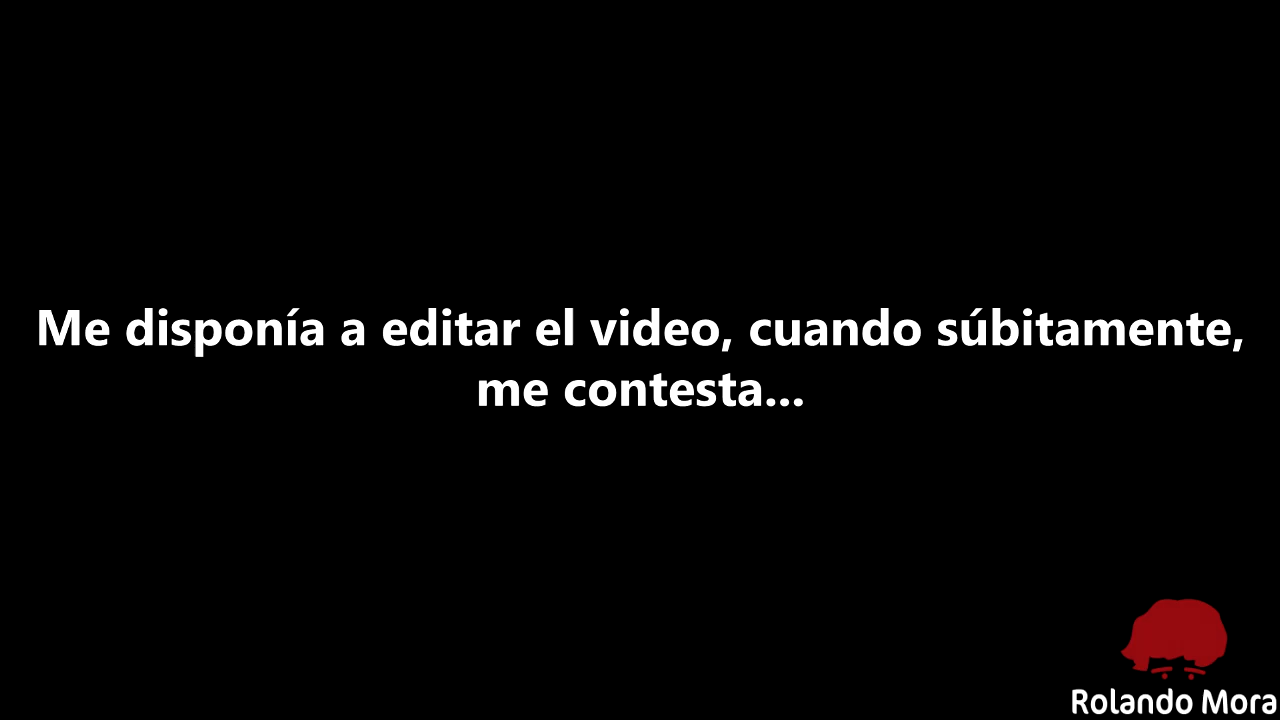 Me disponía a editar el video, cuando súbitamente,
me contesta...
Rolando Mora